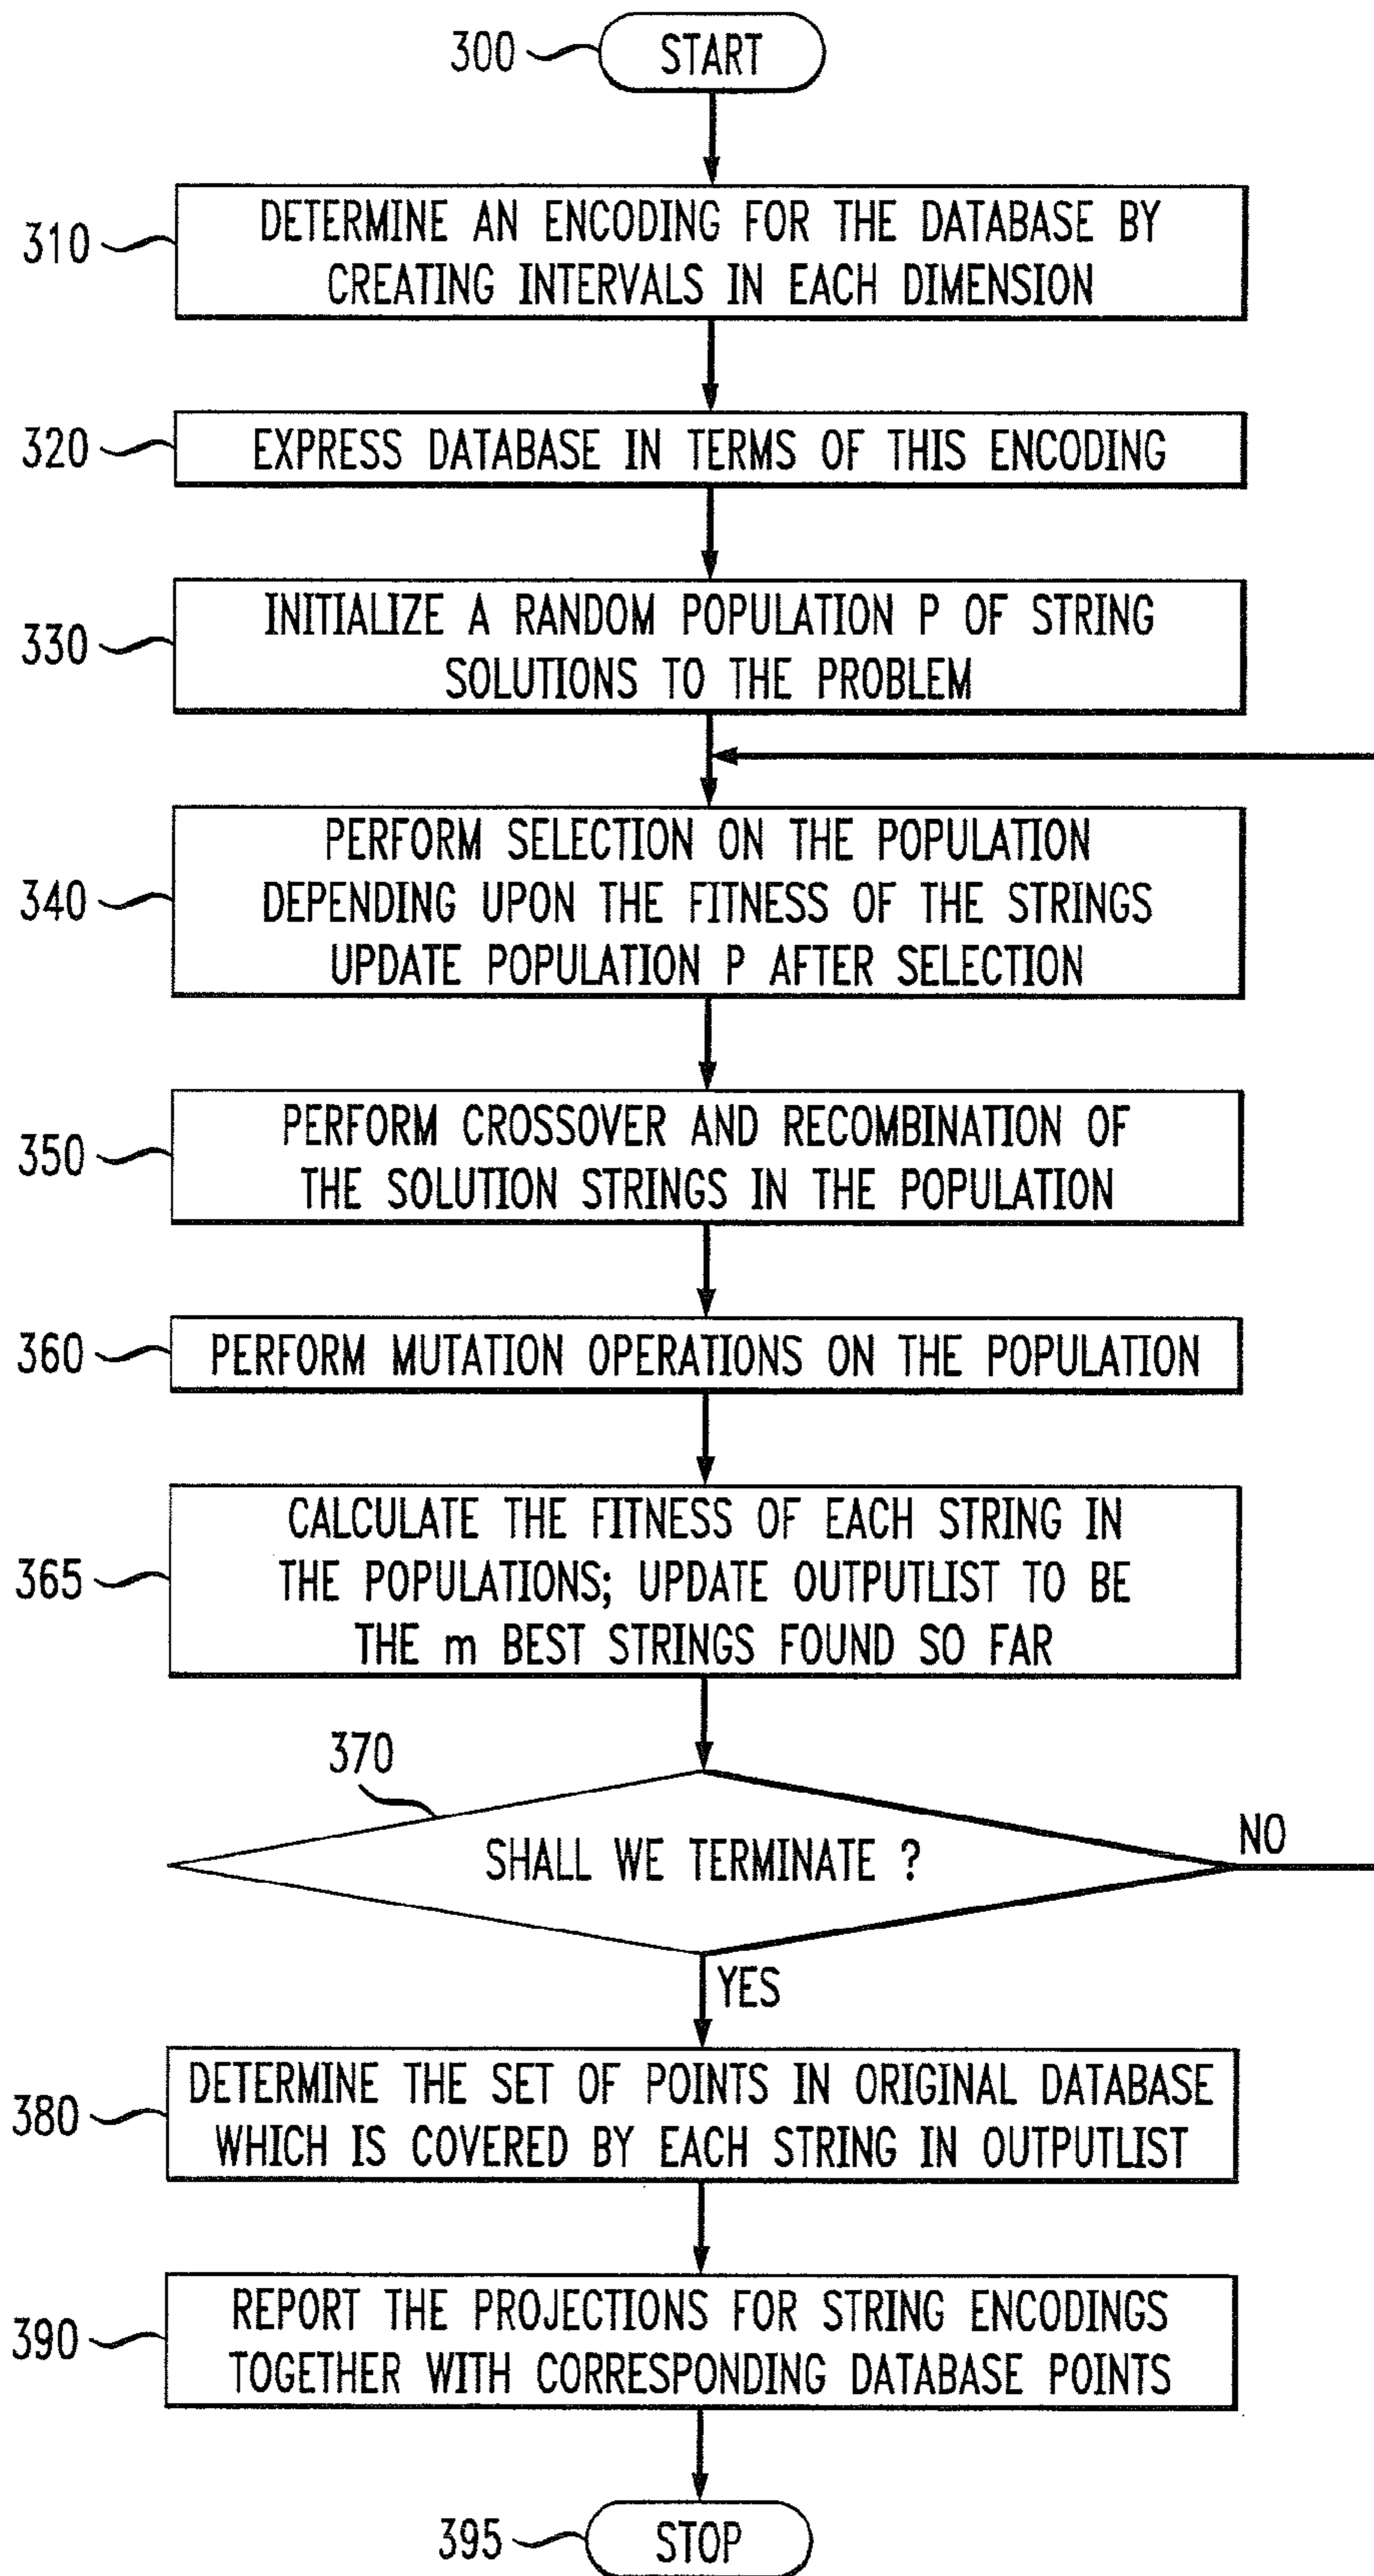 300
START
310
DETERMINE AN ENCODING FOR THE DATABASE BY
CREATING INTERVALS IN EACH DIMENSION
320
EXPRESS DATABASE IN TERMS OF THIS ENCODING
330
INITIALIZE A RANDOM POPULATION P OF STRING
SOLUTIONS TO THE PROBLEM
340
PERFORM SELECTION ON THE POPULATION
DEPENDING UPON THE FITNESS OF THE STRINGS
UPDATE POPULATION P AFTER SELECTION
350
PERFORM CROSSOVER AND RECOMBINATION OF
THE SOLUTION STRINGS IN THE POPULATION
360
PERFORM MUTATION OPERATIONS ON THE POPULATION
365
CALCULATE THE FITNESS OF EACH STRING IN
THE POPULATIONS; UPDATE OUTPUTLIST TO BE
THE m BEST STRINGS FOUND SO FAR
370
SHALL WE TERMINATE ?
NO
YES
380
DETERMINE THE SET OF POINTS IN ORIGINAL DATABASE
WHICH IS COVERED BY EACH STRING IN OUTPUTLIST
390
REPORT THE PROJECTIONS FOR STRING ENCODINGS
TOGETHER WITH CORRESPONDING DATABASE POINTS
395
STOP